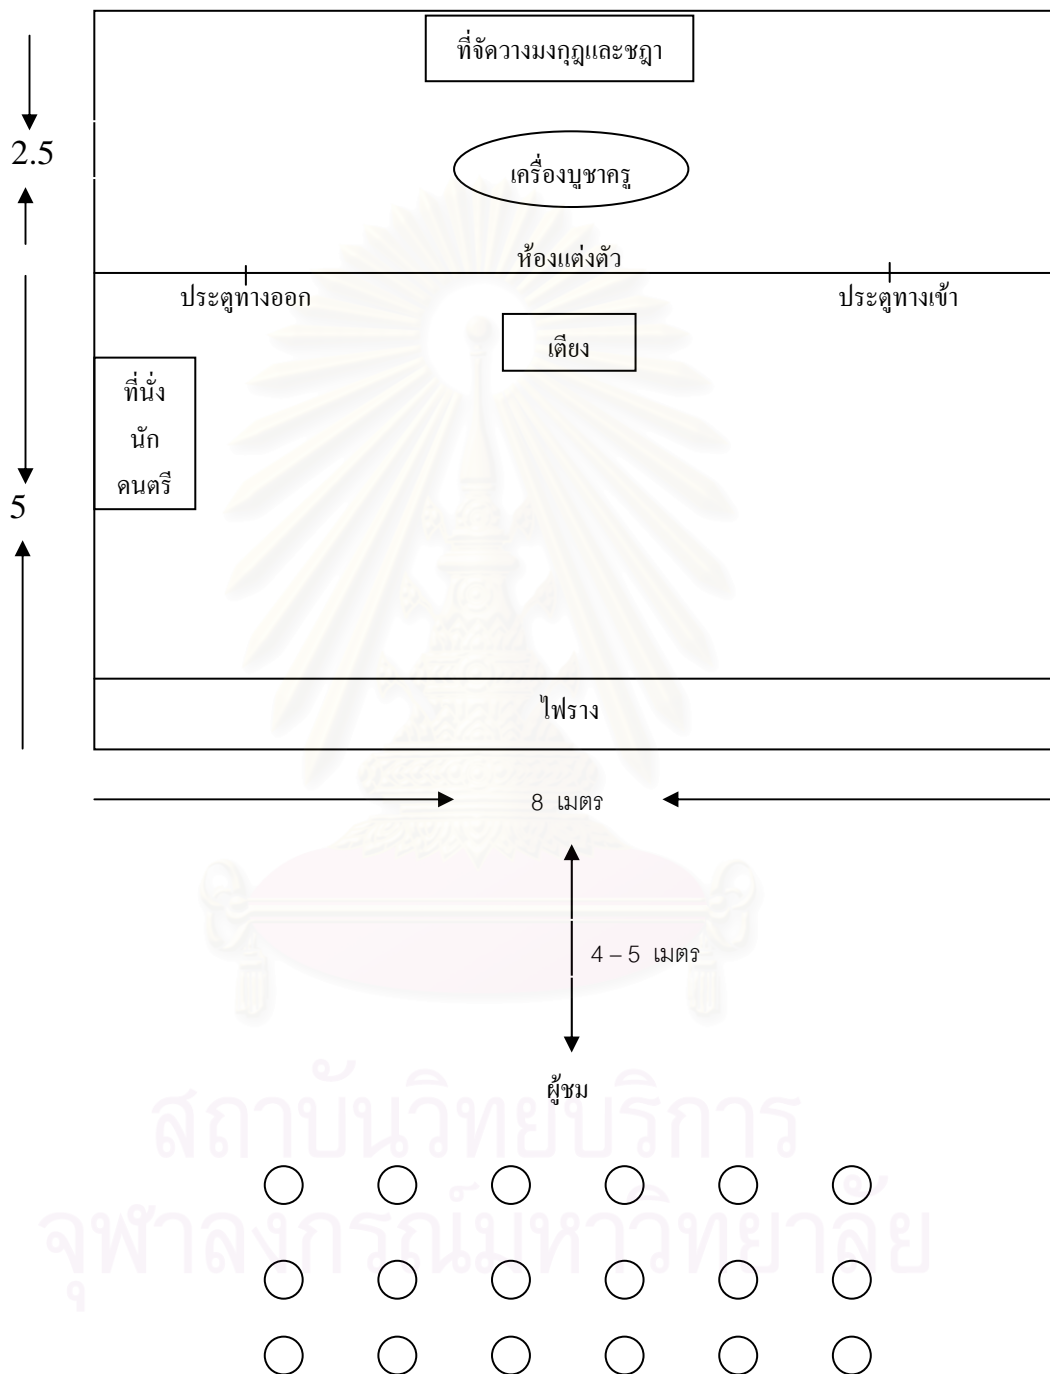 ที่จัดวางมงกุฎและชฎา
2.5
เครื่องบูชาครู
ห้องแต่งตัว
ประตูทางออก
ประตูทางเข้า
เตียง
ที่นั่ง
นัก
ดนตรี
5
ไฟราง
8 เมตร
4 – 5 เมตร
ผู้ชม
สถาบันวิทยบริการ
จุฬาลงกรณ์มหาวิทยาลัย